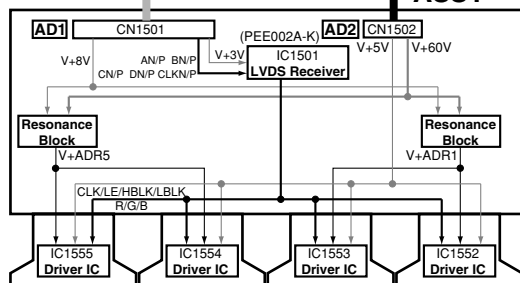 AD1 CN1501
(PEE002A-K)
AD2 CN1502
V+8V
AN/P BN/P
CN/P DN/P CLKN/P
V+3V
IC1501
LVDS Receiver
V+5V V+60V
Resonance
Block
Resonance
Block
V+ADR5
V+ADR1
CLK/LE/HBLK/LBLK
R/G/B
IC1555
Driver IC
IC1554
Driver IC
IC1553
Driver IC
IC1552
Driver IC